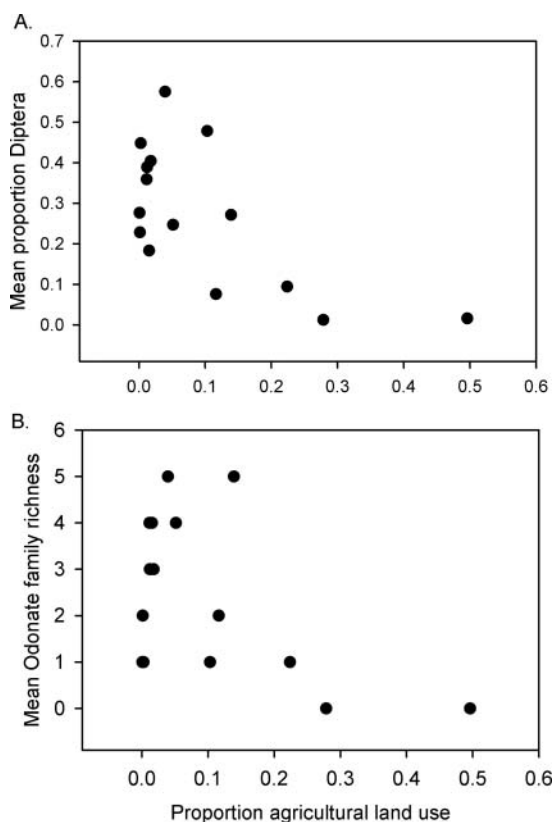 A.
0.7
0.6
0.5
0.4
0.3
0.2
0.1
0.0
Mean proportion Diptera
0.0 0.1 0.2 0.3 0.4 0.5 0.6
B.
6
5
4
3
2
1
0
Mean Odonate family richness
0.0 0.1 0.2 0.3 0.4 0.5 0.6
Proportion agricultural land use